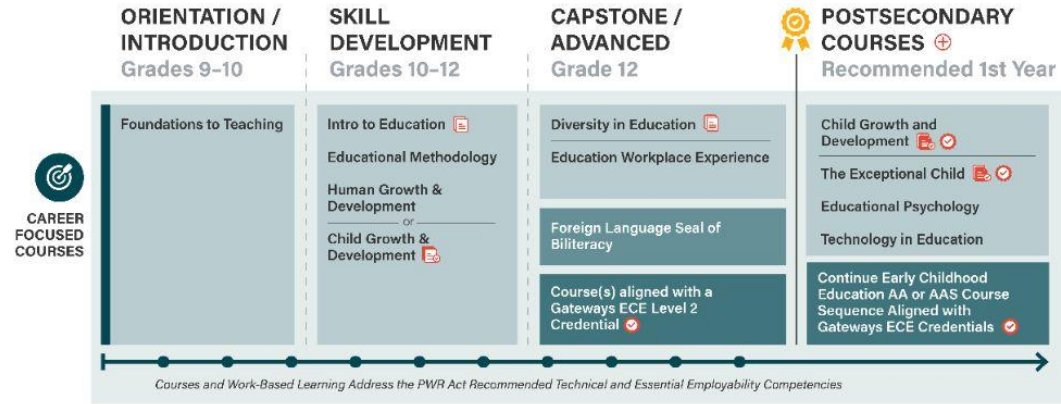 ORIENTATION /
INTRODUCTION
Grades 9–10
SKILL
DEVELOPMENT
Grades 10–12
CAPSTONE /
ADVANCED
Grade 12
POSTSECONDARY
COURSES
Recommended 1st Year
CAREER
FOCUSED
COURSES
Foundations to Teaching
Intro to Education
Educational Methodology
Human Growth &
Development
or
Child Growth &
Development
Diversity in Education
Education Workplace Experience
Foreign Language Seal of
Biliteracy
Course(s) aligned with a
Gateways ECE Level 2
Credential
Child Growth and
Development
The Exceptional Child
Educational Psychology
Technology in Education
Continue Early Childhood
Education AA or AAS Course
Sequence Aligned with
Gateways ECE Credentials
Courses and Work-Based Learning Address the PWR Act Recommended Technical and Essential Employability Competencies